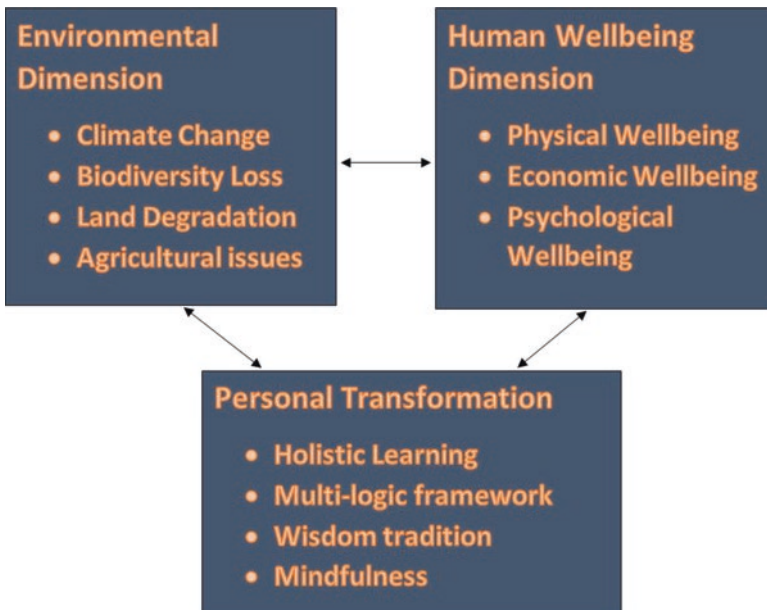 Environmental
Dimension
• Climate Change
• Biodiversity Loss
• Land Degradation
• Agricultural issues
Human Wellbeing
Dimension
• Physical Wellbeing
• Economic Wellbeing
• Psychological
Wellbeing
Personal Transformation
• Holistic Learning
• Multi-logic framework
• Wisdom tradition
• Mindfulness